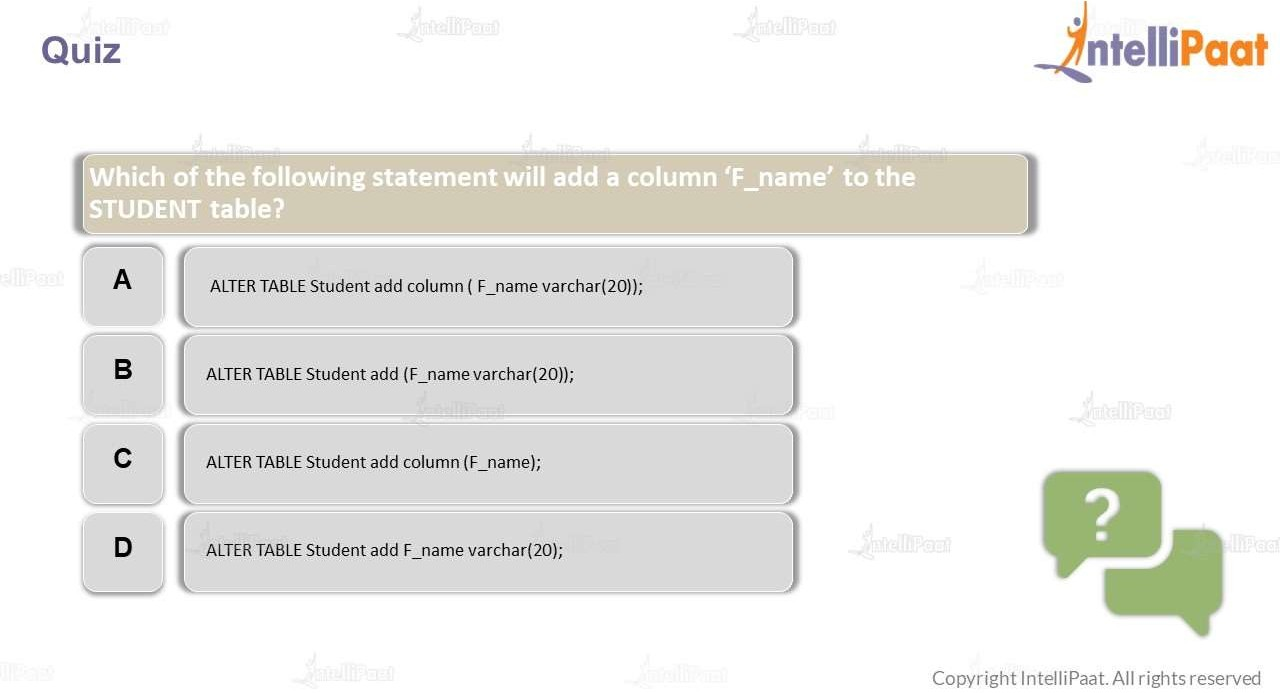 Quiz
IntelliPaat
Which of the following statement will add a column ‘F_name’ to the
STUDENT table?
A
ALTER TABLE Student add column ( F_name varchar(20));
B
ALTER TABLE Student add (F_name varchar(20));
C
ALTER TABLE Student add column (F_name);
D
ALTER TABLE Student add F_name varchar(20);
?
Copyright IntelliPaat. All rights reserved